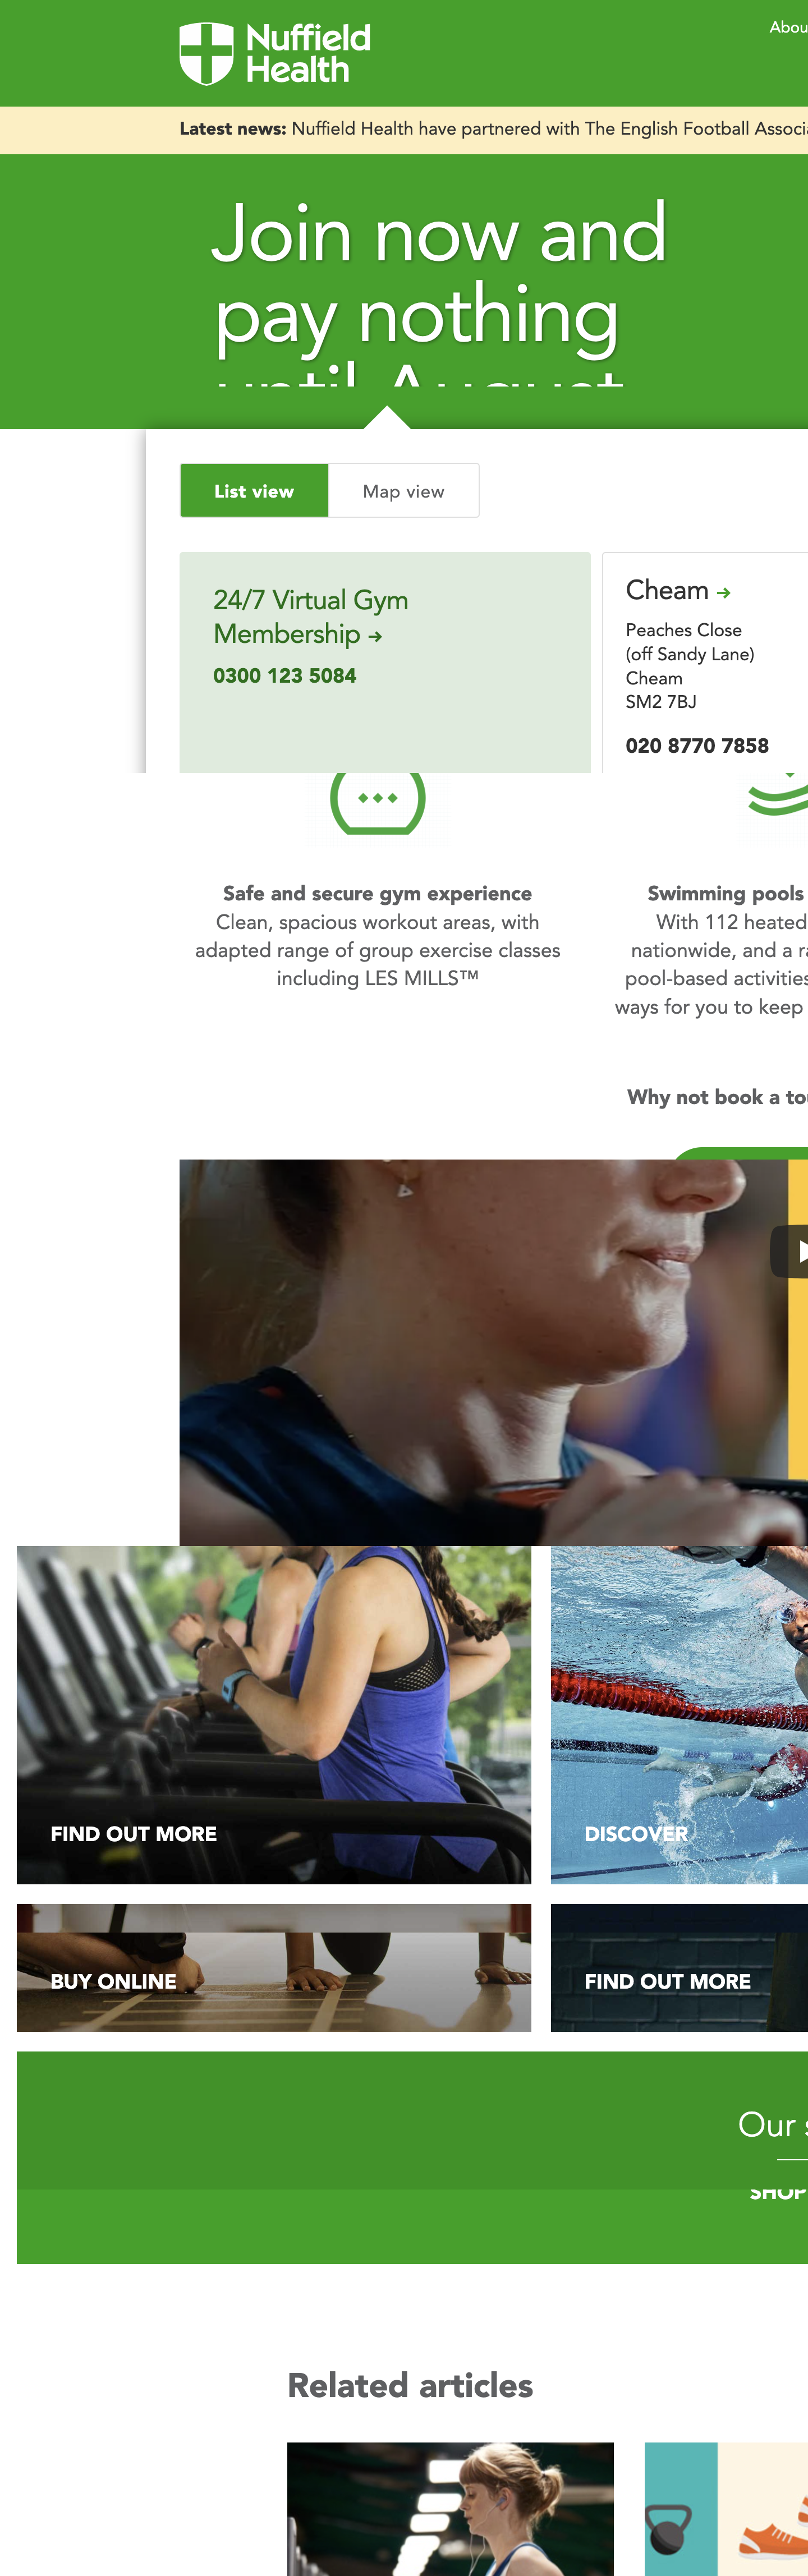 Nuffield
Health
Abou
Latest news: Nuffield Health have partnered with The English Football Associa
Join now and
pay nothing
until August
List view
Map view
24/7 Virtual Gym
Membership →
0300 123 5084
Cheam →
Peaches Close
(off Sandy Lane)
Cheam
SM2 7BJ
020 8770 7858
Safe and secure gym experience
Clean, spacious workout areas, with
adapted range of group exercise classes
including LES MILLS™
Swimming pools
With 112 heated
nationwide, and a ra
pool-based activities
ways for you to keep
Why not book a tou
FIND OUT MORE
DISCOVER
BUY ONLINE
FIND OUT MORE
Our s
SHOP
Related articles